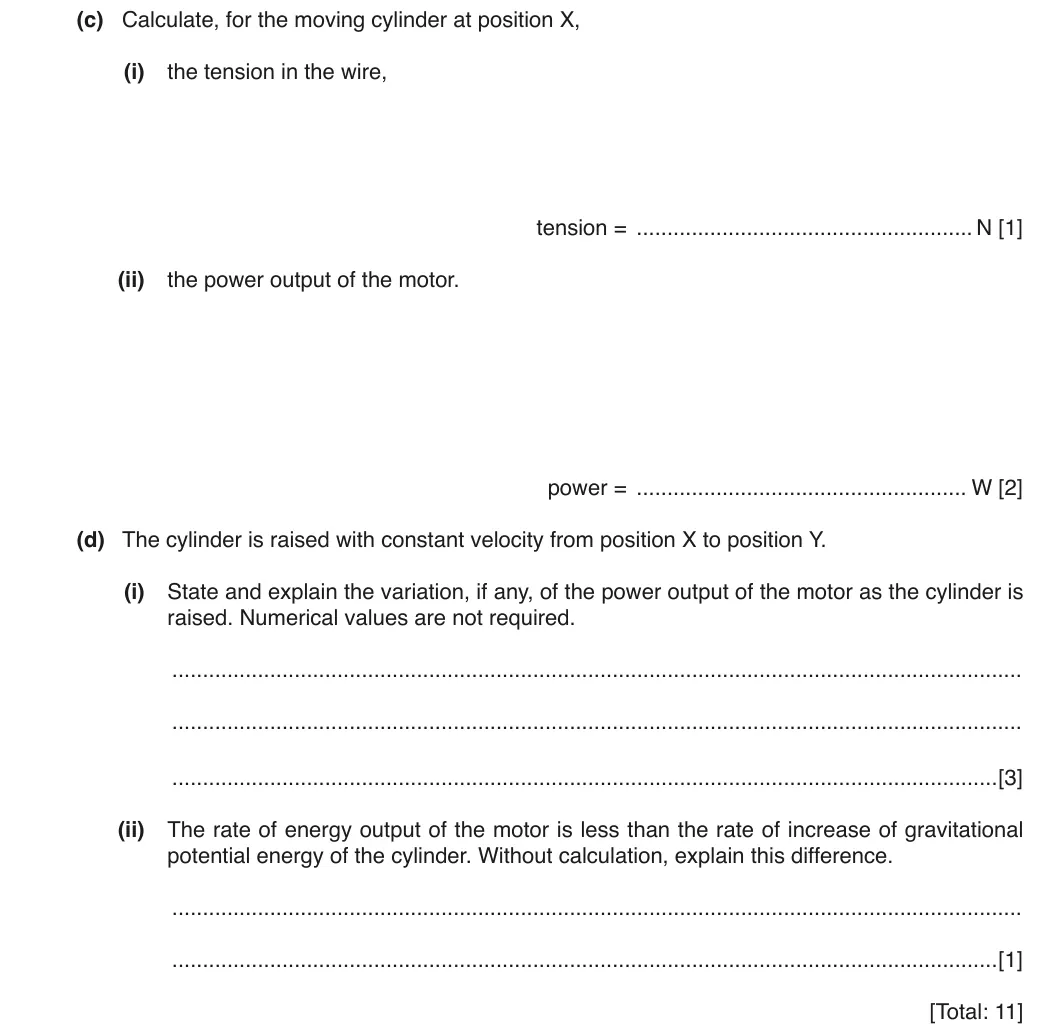 (c) Calculate, for the moving cylinder at position X,
(i) the tension in the wire,
tension = ....................................................... N [1]
(ii) the power output of the motor.
power = ...................................................... W [2]
(d) The cylinder is raised with constant velocity from position X to position Y.
(i) State and explain the variation, if any, of the power output of the motor as the cylinder is
raised. Numerical values are not required.
...........................................................................................................................................
...........................................................................................................................................
.......................................................................................................................................[3]
(ii) The rate of energy output of the motor is less than the rate of increase of gravitational
potential energy of the cylinder. Without calculation, explain this difference.
...........................................................................................................................................
.......................................................................................................................................[1]
[Total: 11]